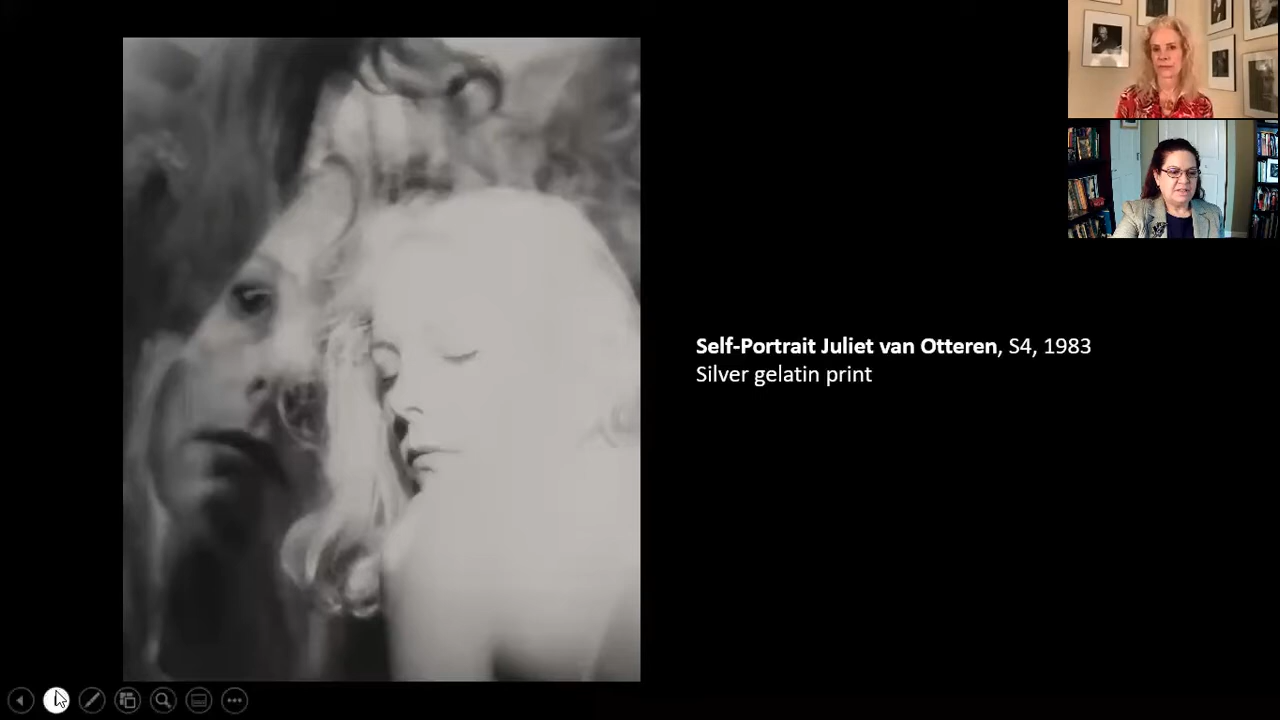 Self-Portrait Juliet van Otteren, S4, 1983
Silver gelatin print